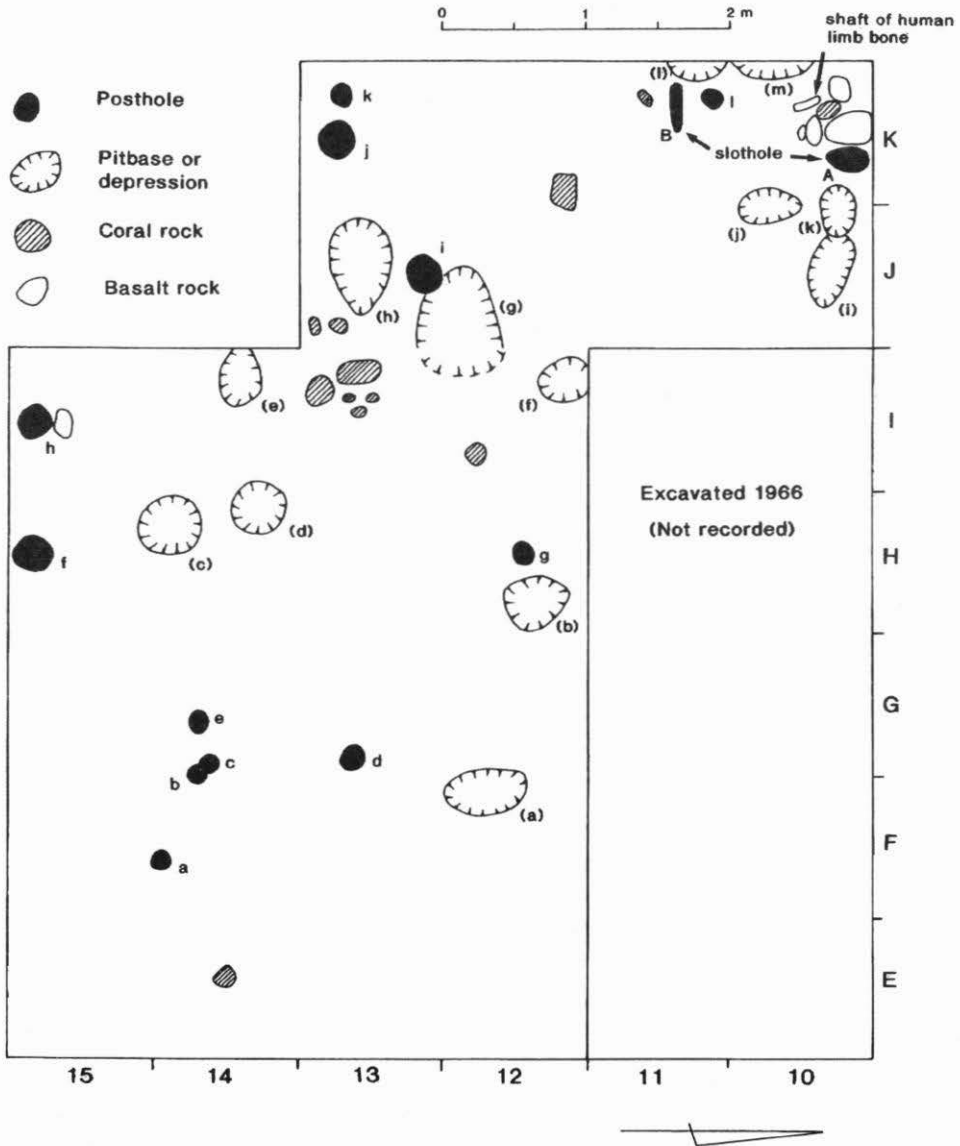 0 1 2 m
shaft of human
limb bone
Posthole
Pitbase or
depression
Coral rock
Basalt rock
k
j
(l)
(m)
B
l
slothole
A
(j)
(k)
(i)
i
(h)
(g)
(e)
(f)
h
(c)
(d)
f
g
(b)
Excavated 1966
(Not recorded)
e
c
b
d
(a)
a
K
J
I
H
G
F
E
15 14 13 12 11 10